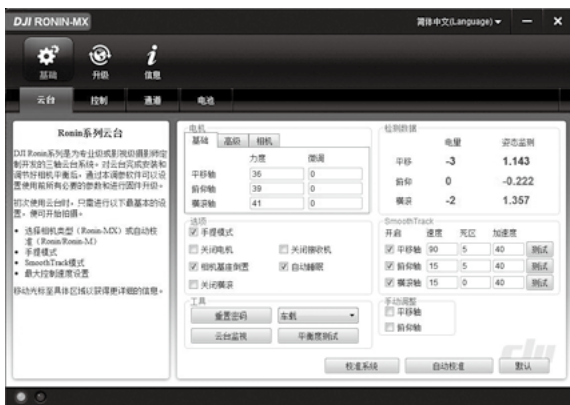 DJI RONIN-MX
简体中文(Language)
基础 升级 信息
云台 控制 通道 电池
Ronin系列云台
DJI Ronin系列是为专业级或影视级摄影师定
制开发的三轴云台系统。对云台完成安装和
调节好相机平衡后，通过本调参软件可以设
置使用前所有必要的参数和进行固件升级。
初次使用云台时，只需进行以下最基本的设
置，便可开始拍摄。
选择相机类型（Ronin-MX）或自动校
准（Ronin/Ronin-M）
手提模式
SmoothTrack模式
最大控制速度设置
移动光标至具体区域以获得更详细的信息。
电机
基础 高级 相机
力度 微调
平移轴 36 0
俯仰轴 39 0
横滚轴 41 0
选项
手提模式
关闭电机 关闭接收机
相机基座倒置 自动睡眠
关闭横滚
工具
重置密码 车载
云台监视 平衡度测试
检测数据
电量 姿态监测
平移 -3 1.143
俯仰 0 -0.222
横滚 -2 1.357
SmoothTrack
开启 速度 死区 加速度
平移轴 90 5 40 测试
俯仰轴 15 5 40 测试
横滚轴 15 0 40 测试
手动调整
平移轴
俯仰轴
校准系统 自动校准 默认
dji